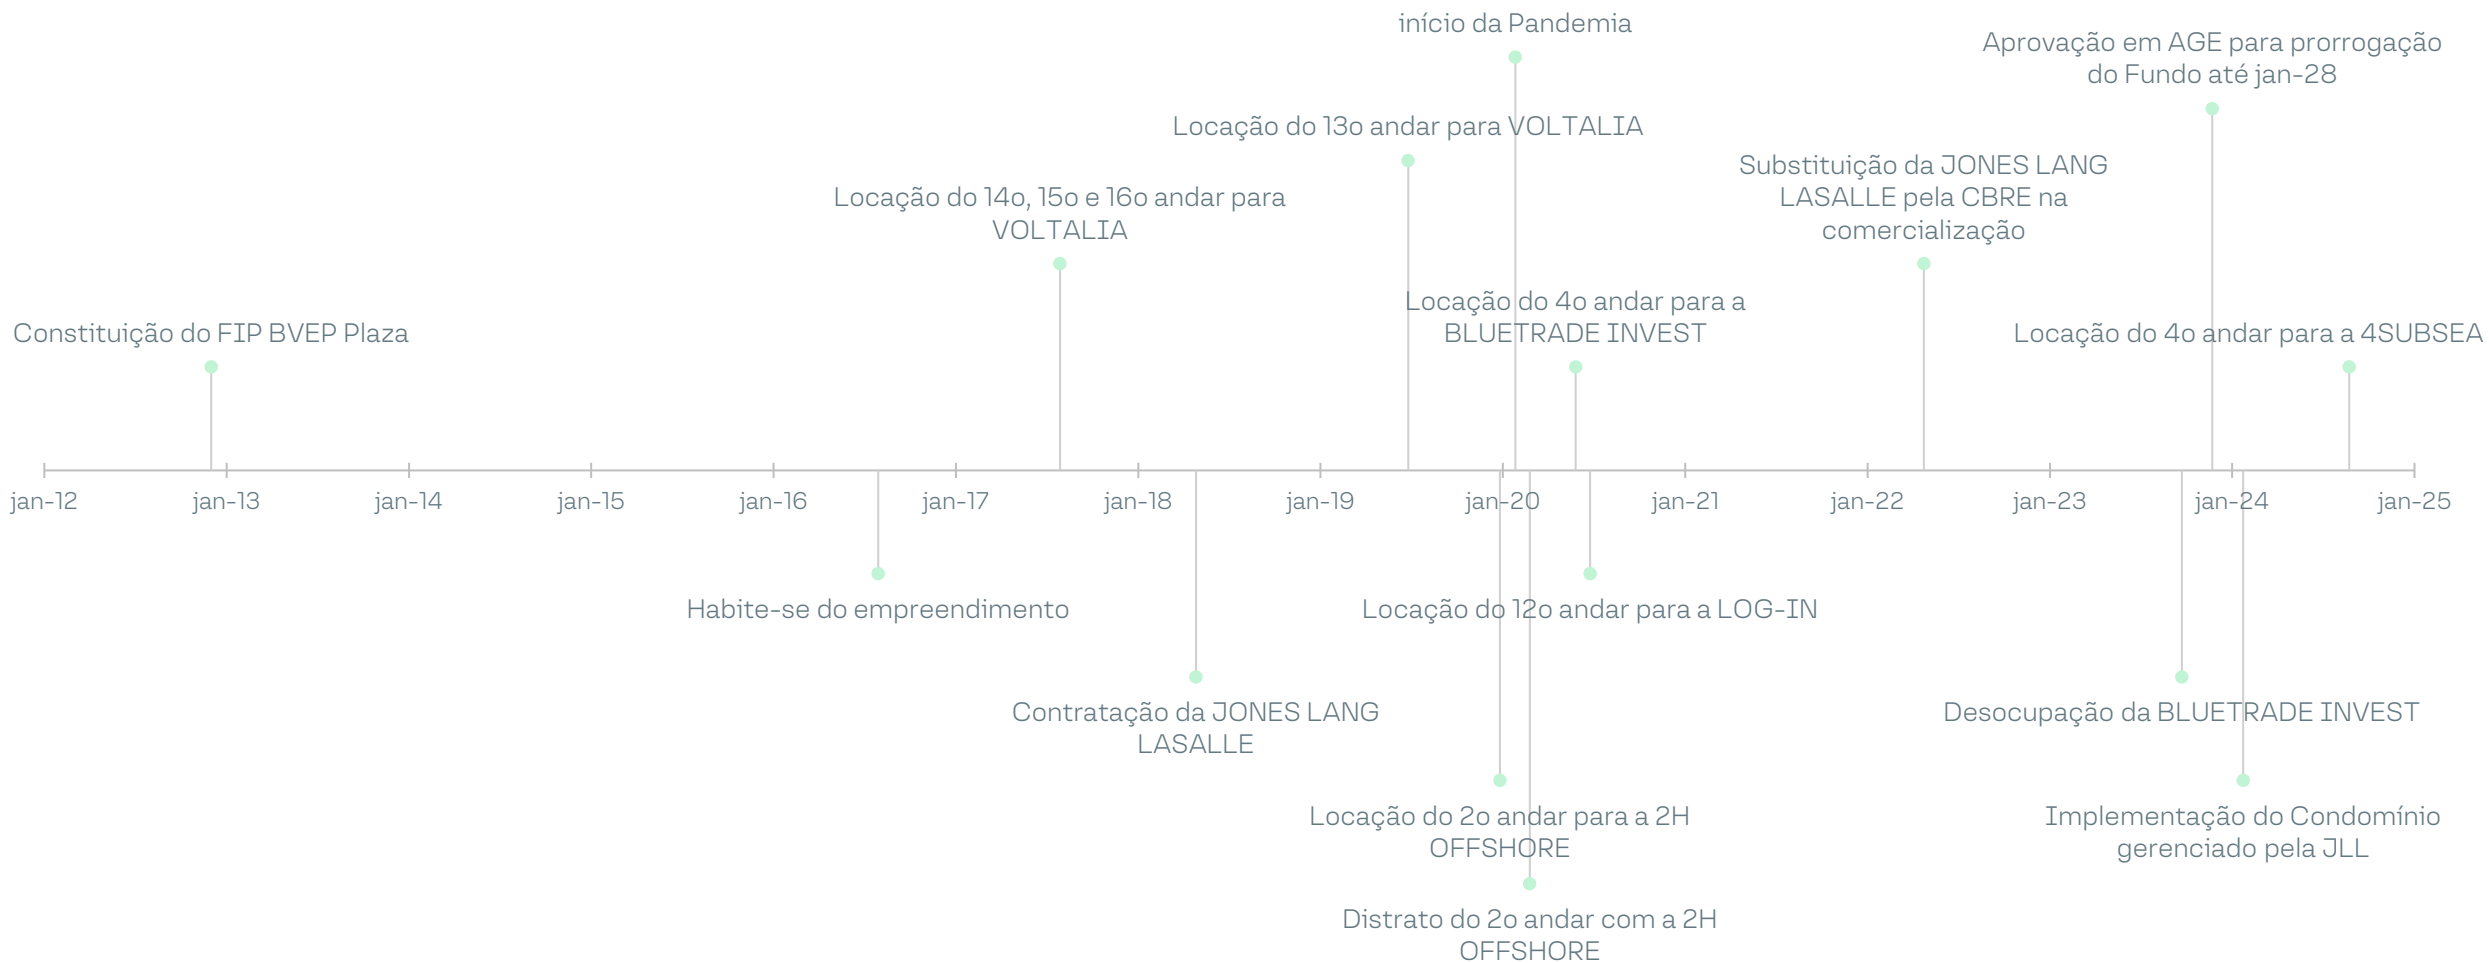 início da Pandemia
Aprovação em AGE para prorrogação
do Fundo até jan-28
Locação do 13o andar para VOLTALIA
Substituição da JONES LANG
LASALLE pela CBRE na
comercialização
Locação do 14o, 15o e 16o andar para
VOLTALIA
Locação do 4o andar para a
BLUETRADE INVEST
Constituição do FIP BVEP Plaza
Locação do 4o andar para a 4SUBSEA
jan-12
jan-13
jan-14
jan-15
jan-16
jan-17
jan-18
jan-19
jan-20
jan-21
jan-22
jan-23
jan-24
jan-25
Habite-se do empreendimento
Locação do 12o andar para a LOG-IN
Contratação da JONES LANG
LASALLE
Desocupação da BLUETRADE INVEST
Locação do 2o andar para a 2H
OFFSHORE
Implementação do Condomínio
gerenciado pela JLL
Distrato do 2o andar com a 2H
OFFSHORE